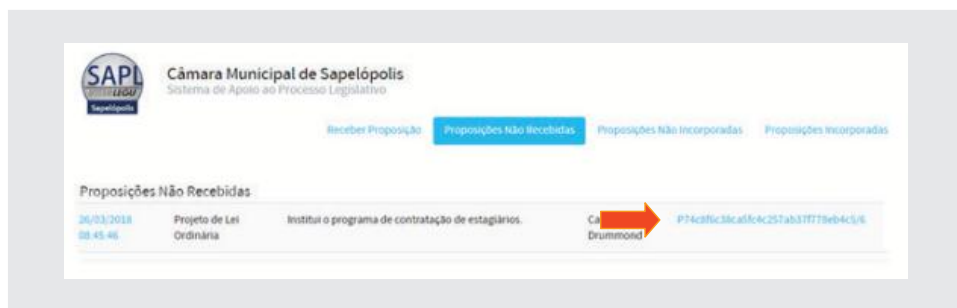 SAPL
Sapelópolis
Câmara Municipal de Sapelópolis
Sistema de Apoio ao Processo Legislativo
Receber Proposição Proposições Não Recebidas Proposições Não Incorporadas Proposições Incorporadas
Proposições Não Recebidas
26/03/2018 Projeto de Lei Institui o programa de contratação de estagiários. Ca
08:45:46 Ordinária Drummond